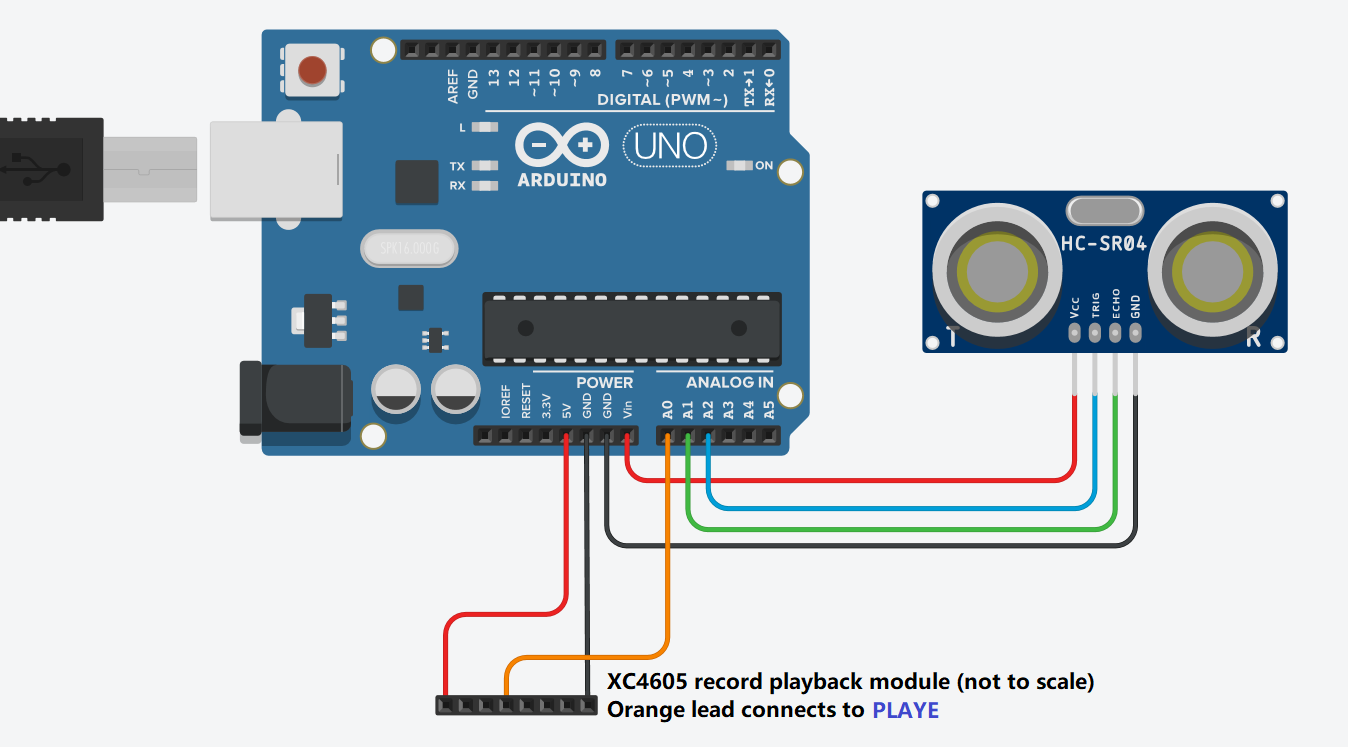 AREF
GND
13
12
~11
~10
~9
8
7
~6
~5
4
~3
2
TX→1
RX←0
DIGITAL (PWM~)
L
TX
RX
ARDUINO
UNO
ON
SPK16.000G
HC-SR04
Vcc
TRIG
ECHO
GND
T
R
POWER
ANALOG IN
IOREF
RESET
3.3V
5V
GND
GND
Vin
A0
A1
A2
A3
A4
A5
XC4605 record playback module (not to scale)
Orange lead connects to PLAYE